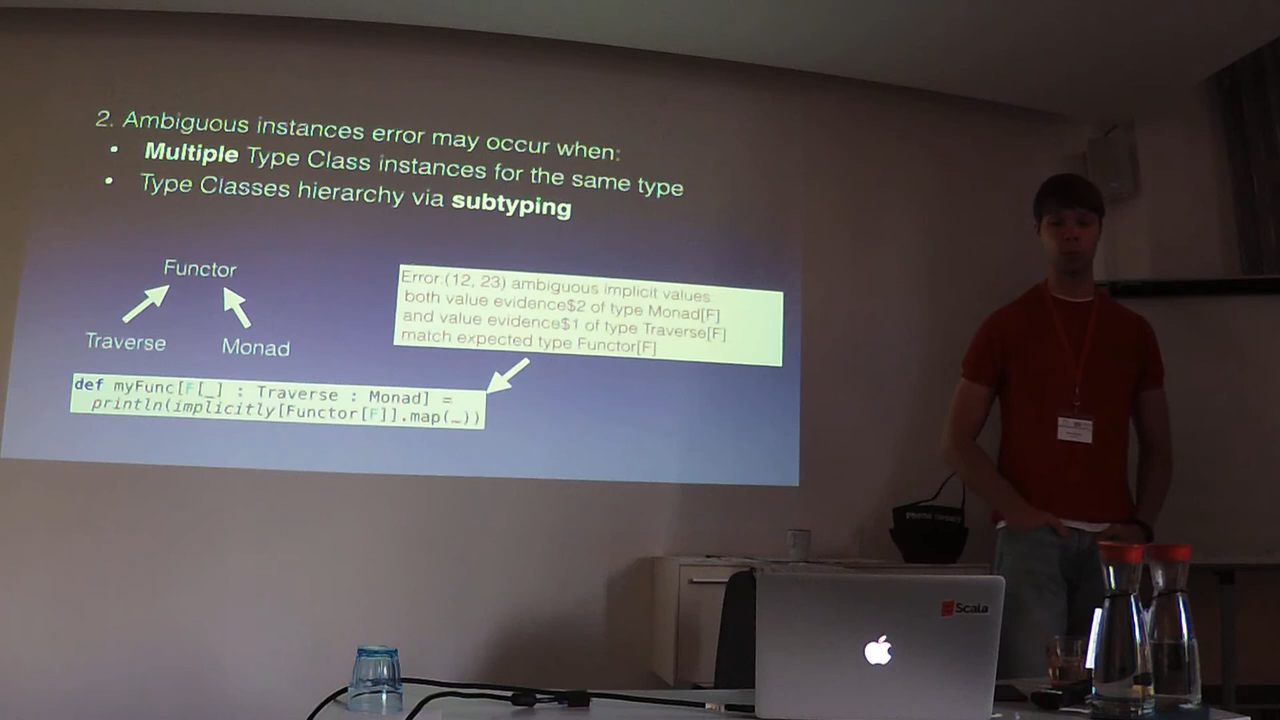 2. Ambiguous instances error may occur when:
• Multiple Type Class instances for the same type
• Type Classes hierarchy via subtyping
Functor
Traverse
Monad
Error:(12, 23) ambiguous implicit values
both value evidence$2 of type Monad[F]
and value evidence$1 of type Traverse[F]
match expected type Functor[F]
def myFunc[F[_] : Traverse : Monad] =
println(implicitly[Functor[F]].map(…))
Scala